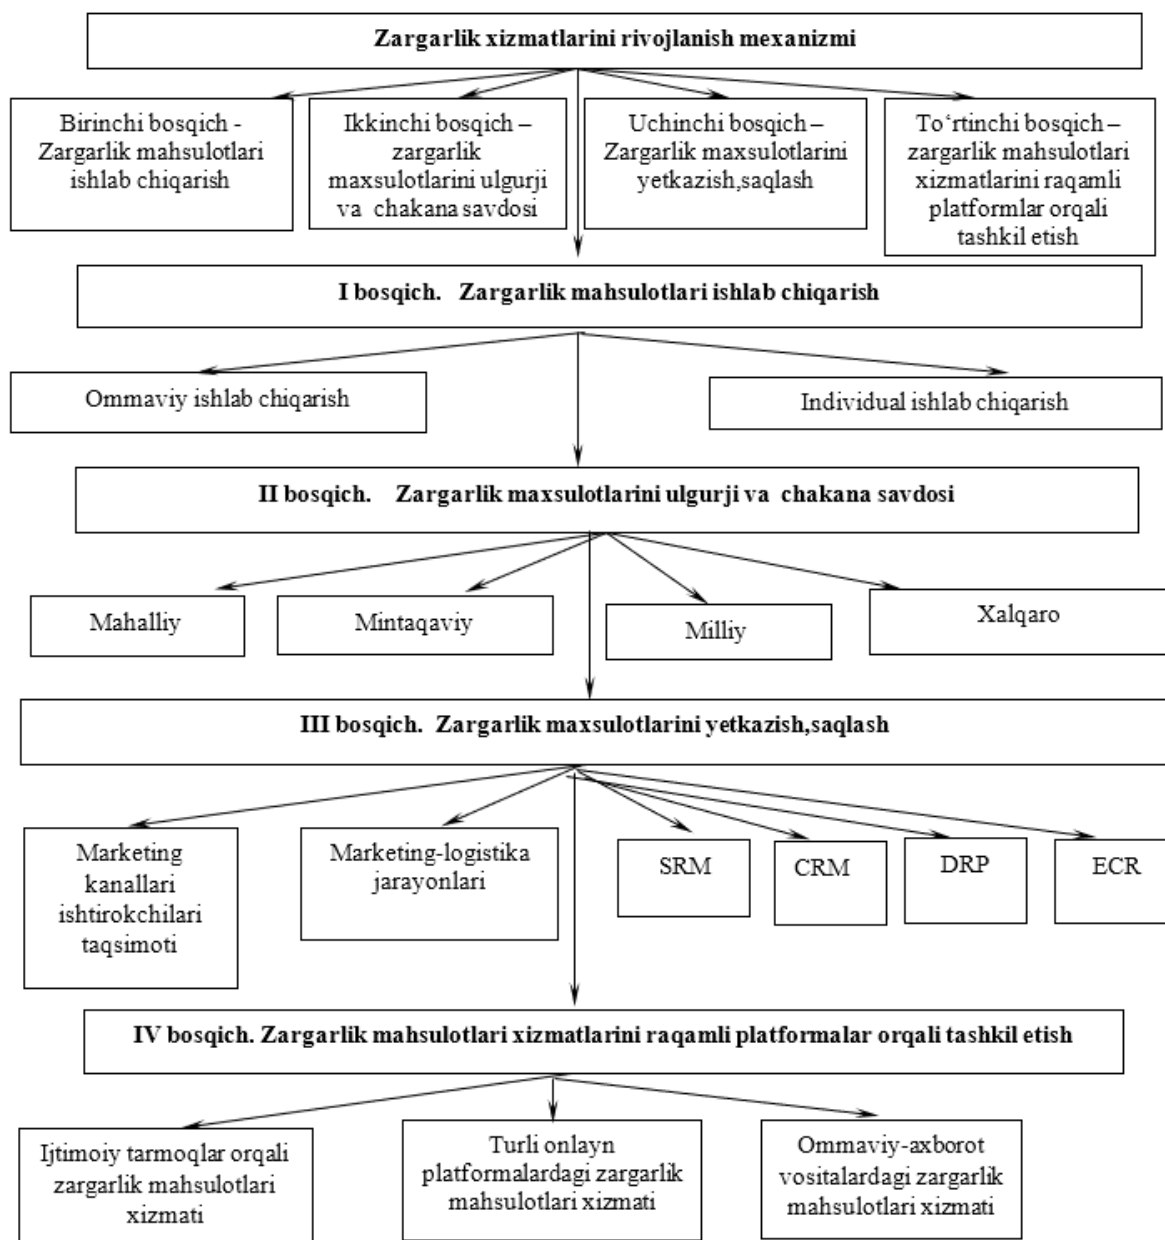 Zargarlik xizmatlarini rivojlanish mexanizmi
Birinchi bosqich -
Zargarlik mahsulotlari
ishlab chiqarish
Ikkinchi bosqich –
zargarlik
maxsulotlarini ulgurji
va chakana savdosi
Uchinchi bosqich –
Zargarlik maxsulotlarini
yetkazish,saqlash
To‘rtinchi bosqich –
zargarlik mahsulotlari
xizmatlarini raqamli
platformlar orqali
tashkil etish
I bosqich. Zargarlik mahsulotlari ishlab chiqarish
Ommaviy ishlab chiqarish
Individual ishlab chiqarish
II bosqich. Zargarlik maxsulotlarini ulgurji va chakana savdosi
Mahalliy
Mintaqaviy
Milliy
Xalqaro
III bosqich. Zargarlik maxsulotlarini yetkazish,saqlash
Marketing
kanallari
ishtirokchilari
taqsimoti
Marketing-logistika
jarayonlari
SRM
CRM
DRP
ECR
IV bosqich. Zargarlik mahsulotlari xizmatlarini raqamli platformalar orqali tashkil etish
Ijtimoiy tarmoqlar orqali
zargarlik mahsulotlari
xizmati
Turli onlayn
platformalardagi zargarlik
mahsulotlari xizmati
Ommaviy-axborot
vositalardagi zargarlik
mahsulotlari xizmati